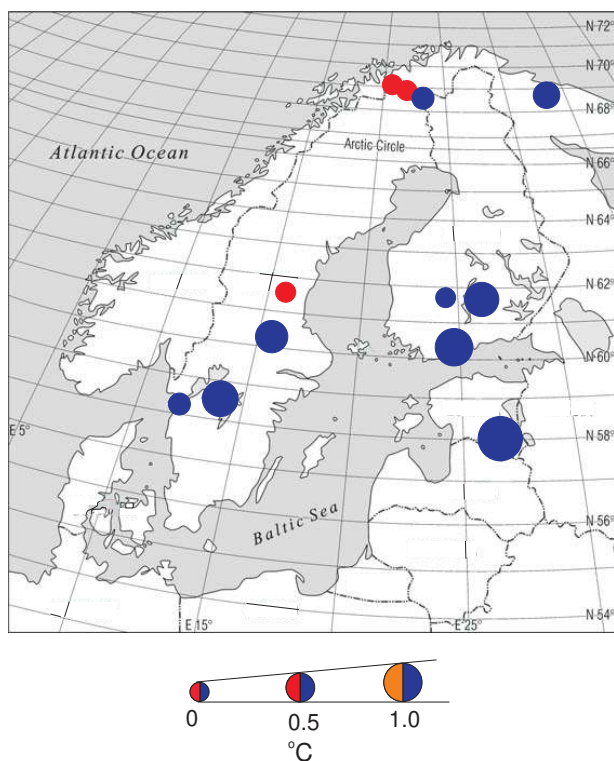 N 72°
N 70°
N 68°
Arctic Circle
Atlantic Ocean
N 66°
N 64°
N 62°
N 60°
E 5°
N 58°
Baltic Sea
N 56°
N 54°
E 15°
E 25°
0
0.5
1.0
°C